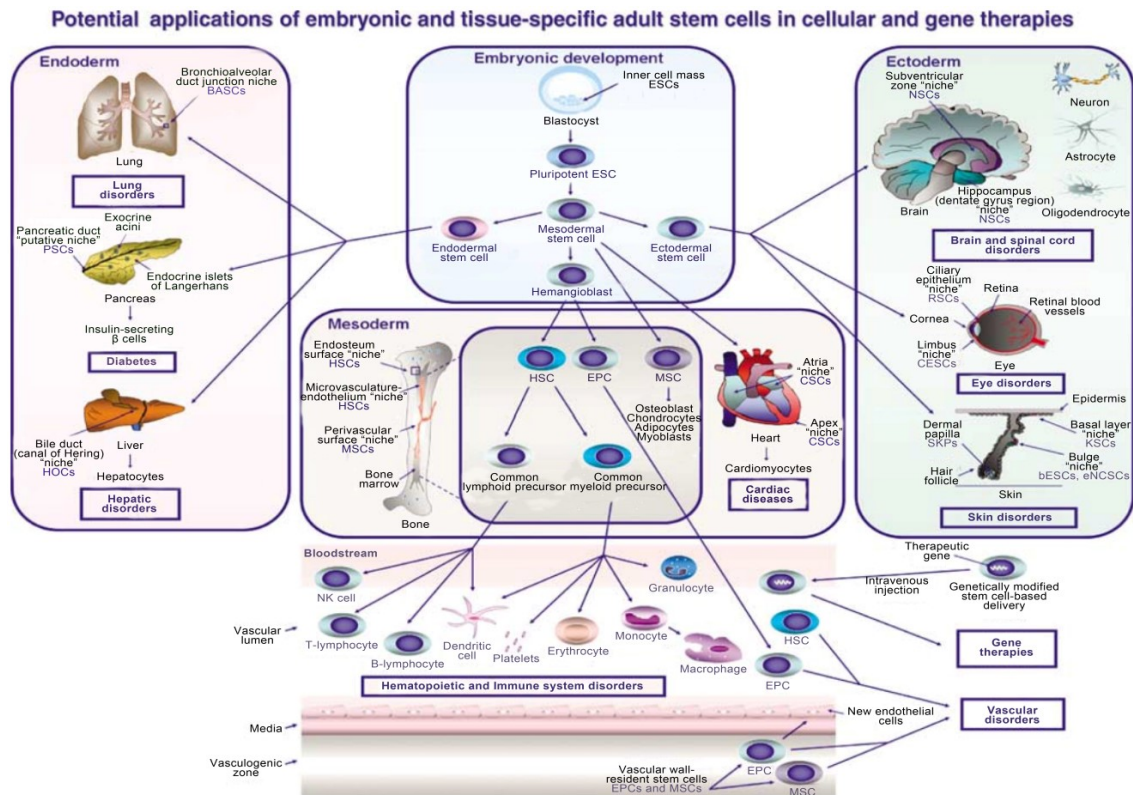 Potential applications of embryonic and tissue-specific adult stem cells in cellular and gene therapies
Endoderm
Bronchioalveolar
duct junction niche
BASCs
Lung
Lung
disorders
Exocrine
acini
Pancreatic duct
"putative niche"
PSCs
Endocrine islets
of Langerhans
Pancreas
Insulin-secreting
β cells
Diabetes
Bile duct
(canal of Hering)
"niche"
HOCs
Liver
Hepatocytes
Hepatic
disorders
Embryonic development
Inner cell mass
ESCs
Blastocyst
Pluripotent ESC
Endodermal
stem cell
Mesodermal
stem cell
Ectodermal
stem cell
Hemangioblast
Mesoderm
Endosteum
surface "niche"
HSCs
Microvasculature-
endothelium "niche"
HSCs
Perivascular
surface "niche"
MSCs
Bone
marrow
Bone
HSC
EPC
MSC
Osteoblast
Chondrocytes
Adipocytes
Myoblasts
Common
lymphoid precursor
Common
myeloid precursor
Atria
"niche"
CSCs
Apex
"niche"
CSCs
Heart
Cardiomyocytes
Cardiac
diseases
Ectoderm
Subventricular
zone "niche"
NSCs
Neuron
Astrocyte
Oligodendrocyte
Brain
Hippocampus
(dentate gyrus region)
"niche"
NSCs
Brain and spinal cord
disorders
Ciliary
epithelium "niche"
RSCs
Retina
Retinal blood
vessels
Cornea
Limbus
"niche"
CESCs
Eye
Eye disorders
Epidermis
Dermal
papilla
SKPs
Basal layer
"niche"
KSCs
Bulge
"niche"
bESCs, eNCSCs
Hair
follicle
Skin
Skin disorders
Bloodstream
NK cell
Vascular
lumen
T-lymphocyte
B-lymphocyte
Dendritic
cell
Platelets
Erythrocyte
Granulocyte
Monocyte
Macrophage
Hematopoietic and Immune system disorders
HSC
EPC
Therapeutic
gene
Intravenous
injection
Genetically modified
stem cell-based
delivery
Gene
therapies
Vascular
disorders
New endothelial
cells
Media
Vasculogenic
zone
Vascular wall-
resident stem cells
EPCs and MSCs
EPC
MSC